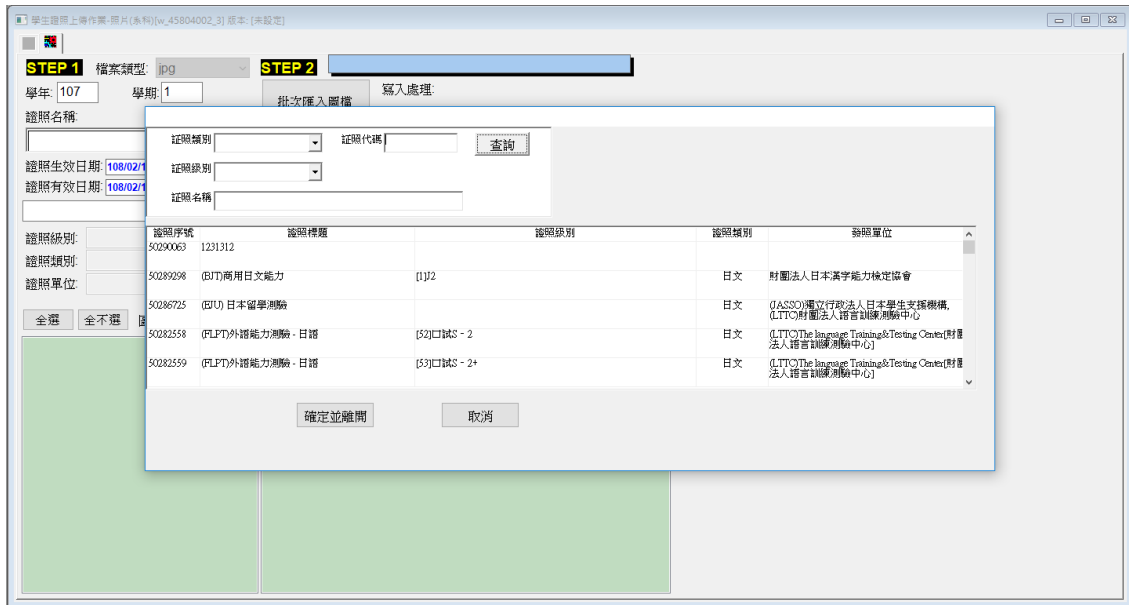 學生證照上傳作業-照片(系科)[w_45804002_3] 版本: [未設定]
STEP 1 檔案類型: jpg STEP 2
學年: 107 學期: 1 批次匯入圖檔 寫入處理:
證照名稱:
證照生效日期: 108/02/1
證照有效日期: 108/02/1
證照級別:
證照類別:
證照單位:
全選 全不選
証照類別 証照代碼 查詢
証照級別
証照名稱
證照序號 證照標題 證照級別 證照類別 發照單位
50290063 1231312
50289298 (BJT)商用日文能力 [1]J2 日文 財團法人日本漢字能力檢定協會
50286725 (EJU) 日本留學測驗 日文 (JASSO)獨立行政法人日本學生支援機構,
(LTTC)財團法人語言訓練測驗中心
50282558 (FLPT)外語能力測驗 - 日語 [52]口試S - 2 日文 (LTTC)The language Training&Testing Center[財團
法人語言訓練測驗中心]
50282559 (FLPT)外語能力測驗 - 日語 [53]口試S - 2+ 日文 (LTTC)The language Training&Testing Center[財團
法人語言訓練測驗中心]
確定並離開 取消